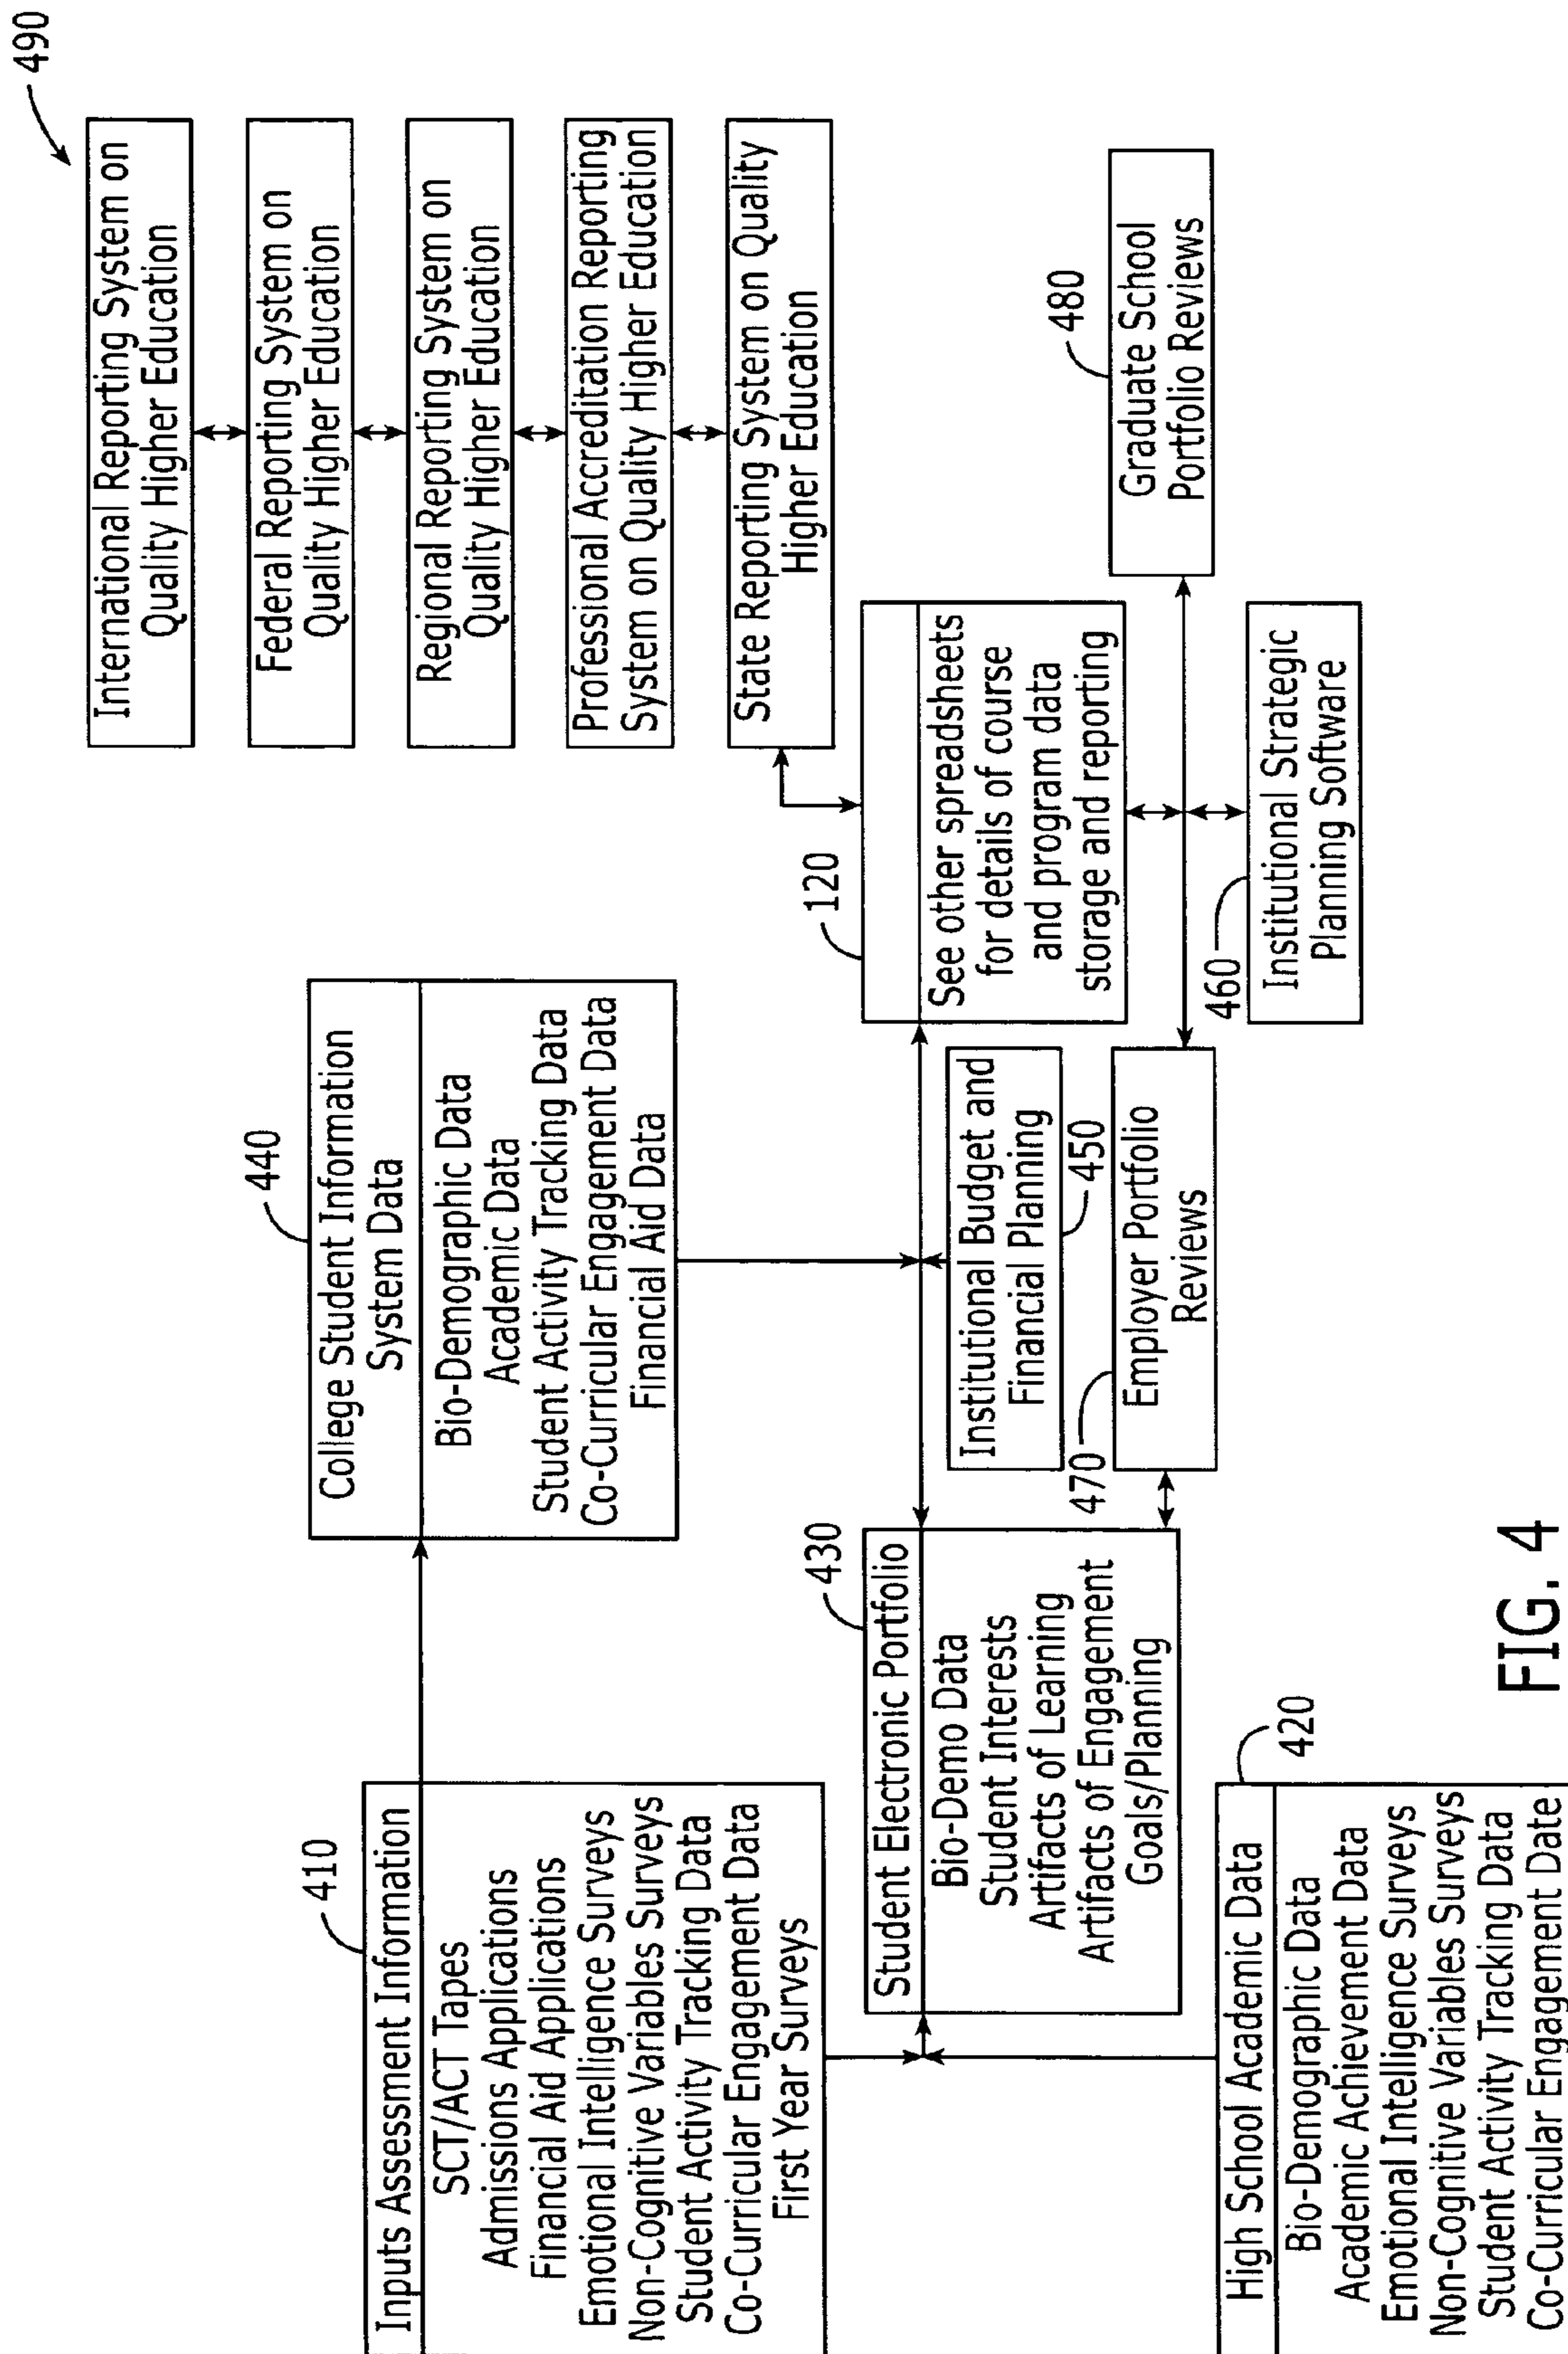 490
International Reporting System on
Quality Higher Education
Federal Reporting System on
Quality Higher Education
Regional Reporting System on
Quality Higher Education
Professional Accreditation Reporting
System on Quality Higher Education
State Reporting System on Quality
Higher Education
440
College Student Information
System Data
Bio-Demographic Data
Academic Data
Student Activity Tracking Data
Co-Curricular Engagement Data
Financial Aid Data
410
Inputs Assessment Information
SCT/ACT Tapes
Admissions Applications
Financial Aid Applications
Emotional Intelligence Surveys
Non-Cognitive Variables Surveys
Student Activity Tracking Data
Co-Curricular Engagement Data
First Year Surveys
430
Student Electronic Portfolio
Bio-Demo Data
Student Interests
Artifacts of Learning
Artifacts of Engagement
Goals/Planning
120
See other spreadsheets
for details of course
and program data
storage and reporting
Institutional Budget and
Financial Planning
450
470
Employer Portfolio
Reviews
480
Graduate School
Portfolio Reviews
460
Institutional Strategic
Planning Software
420
High School Academic Data
Bio-Demographic Data
Academic Achievement Data
Emotional Intelligence Surveys
Non-Cognitive Variables Surveys
Student Activity Tracking Data
Co-Curricular Engagement Date
FIG. 4